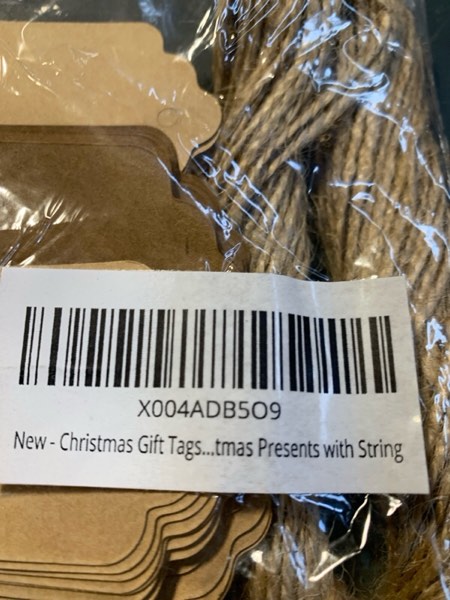 X004ADB5O9
New - Christmas Gift Tags...tmas Presents with String